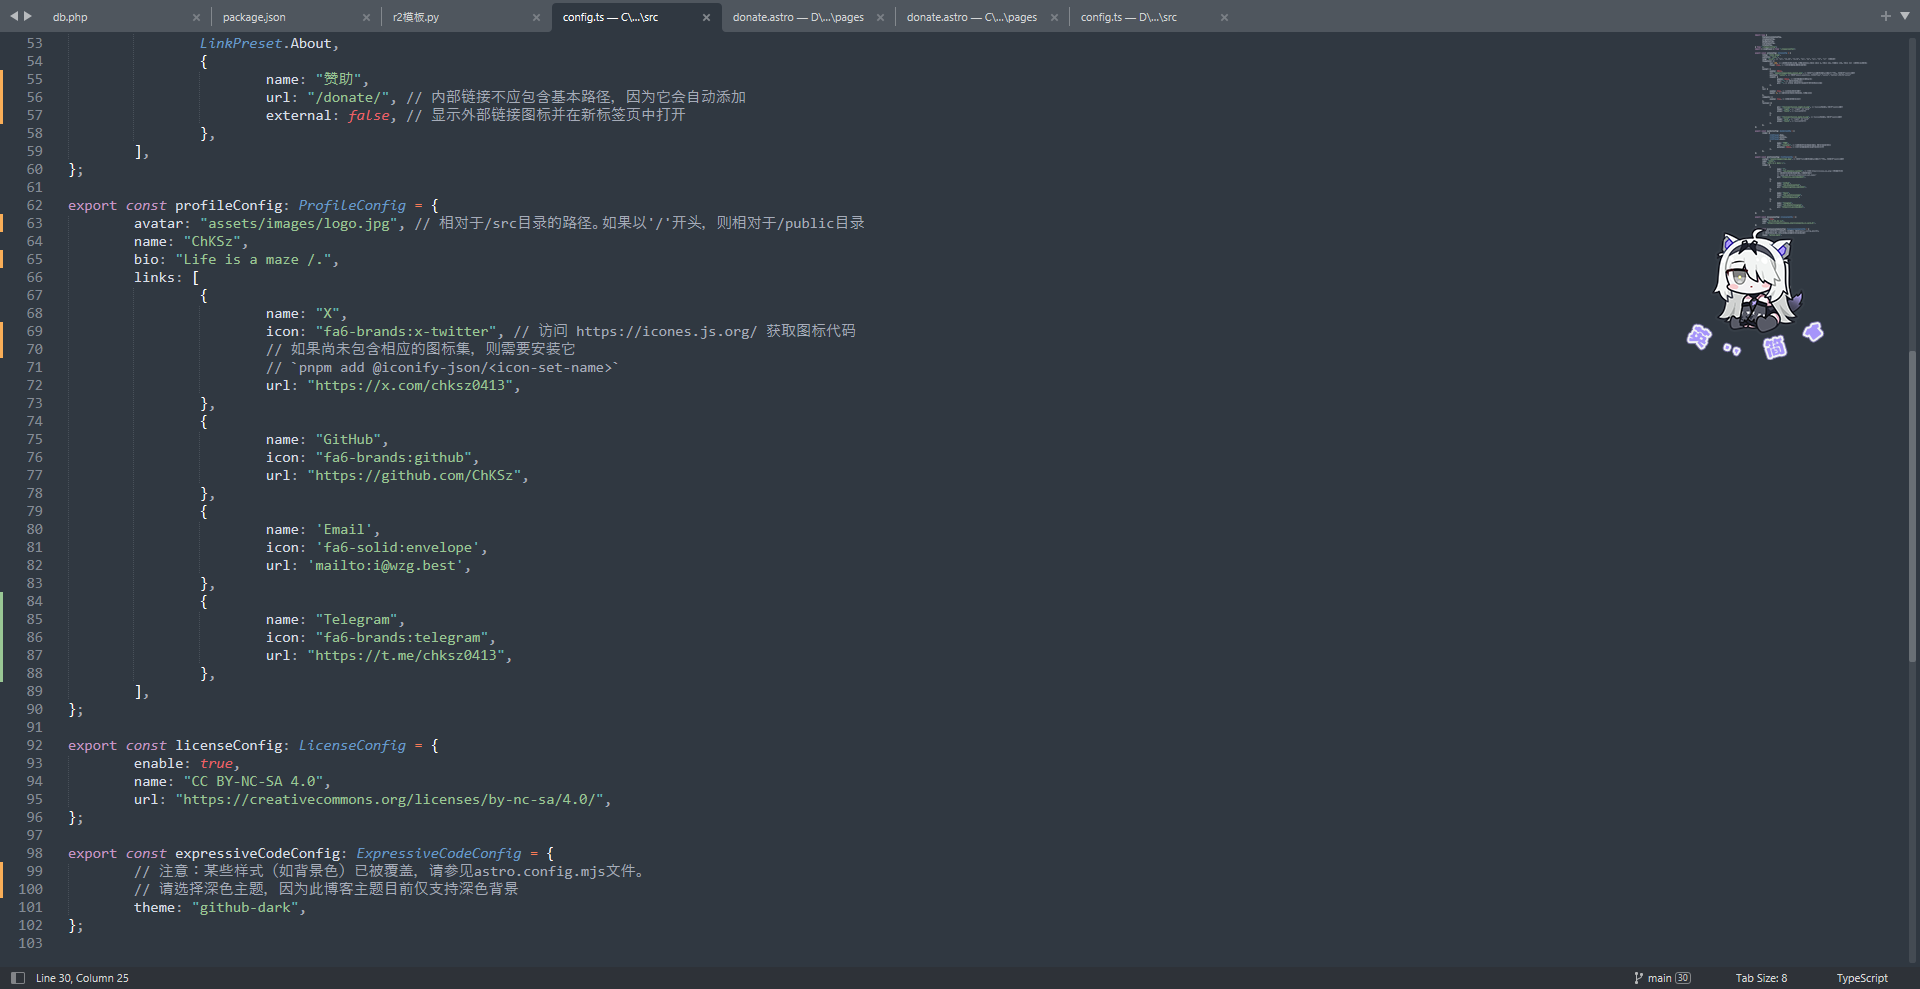 db.php
package.json
r2模板.py
config.ts — C\...\src
donate.astro — D\...\pages
donate.astro — C\...\pages
config.ts — D\...\src
53 LinkPreset.About,
54 {
55 name: "赞助",
56 url: "/donate/", // 内部链接不应包含基本路径，因为它会自动添加
57 external: false, // 显示外部链接图标并在新标签页中打开
58 },
59 ],
60 };
61
62 export const profileConfig: ProfileConfig = {
63 avatar: "assets/images/logo.jpg", // 相对于/src目录的路径。如果以'/'开头，则相对于/public目录
64 name: "ChKSz",
65 bio: "Life is a maze /.",
66 links: [
67 {
68 name: "X",
69 icon: "fa6-brands:x-twitter", // 访问 https://icones.js.org/ 获取图标代码
70 // 如果尚未包含相应的图标集，则需要安装它
71 // `pnpm add @iconify-json/<icon-set-name>`
72 url: "https://x.com/chksz0413",
73 },
74 {
75 name: "GitHub",
76 icon: "fa6-brands:github",
77 url: "https://github.com/ChKSz",
78 },
79 {
80 name: 'Email',
81 icon: 'fa6-solid:envelope',
82 url: 'mailto:i@wzg.best',
83 },
84 {
85 name: "Telegram",
86 icon: "fa6-brands:telegram",
87 url: "https://t.me/chksz0413",
88 },
89 ],
90 };
91
92 export const licenseConfig: LicenseConfig = {
93 enable: true,
94 name: "CC BY-NC-SA 4.0",
95 url: "https://creativecommons.org/licenses/by-nc-sa/4.0/",
96 };
97
98 export const expressiveCodeConfig: ExpressiveCodeConfig = {
99 // 注意：某些样式（如背景色）已被覆盖，请参见astro.config.mjs文件。
100 // 请选择深色主题，因为此博客主题目前仅支持深色背景
101 theme: "github-dark",
102 };
103
英
简
Line 30, Column 25
main 30
Tab Size: 8
TypeScript